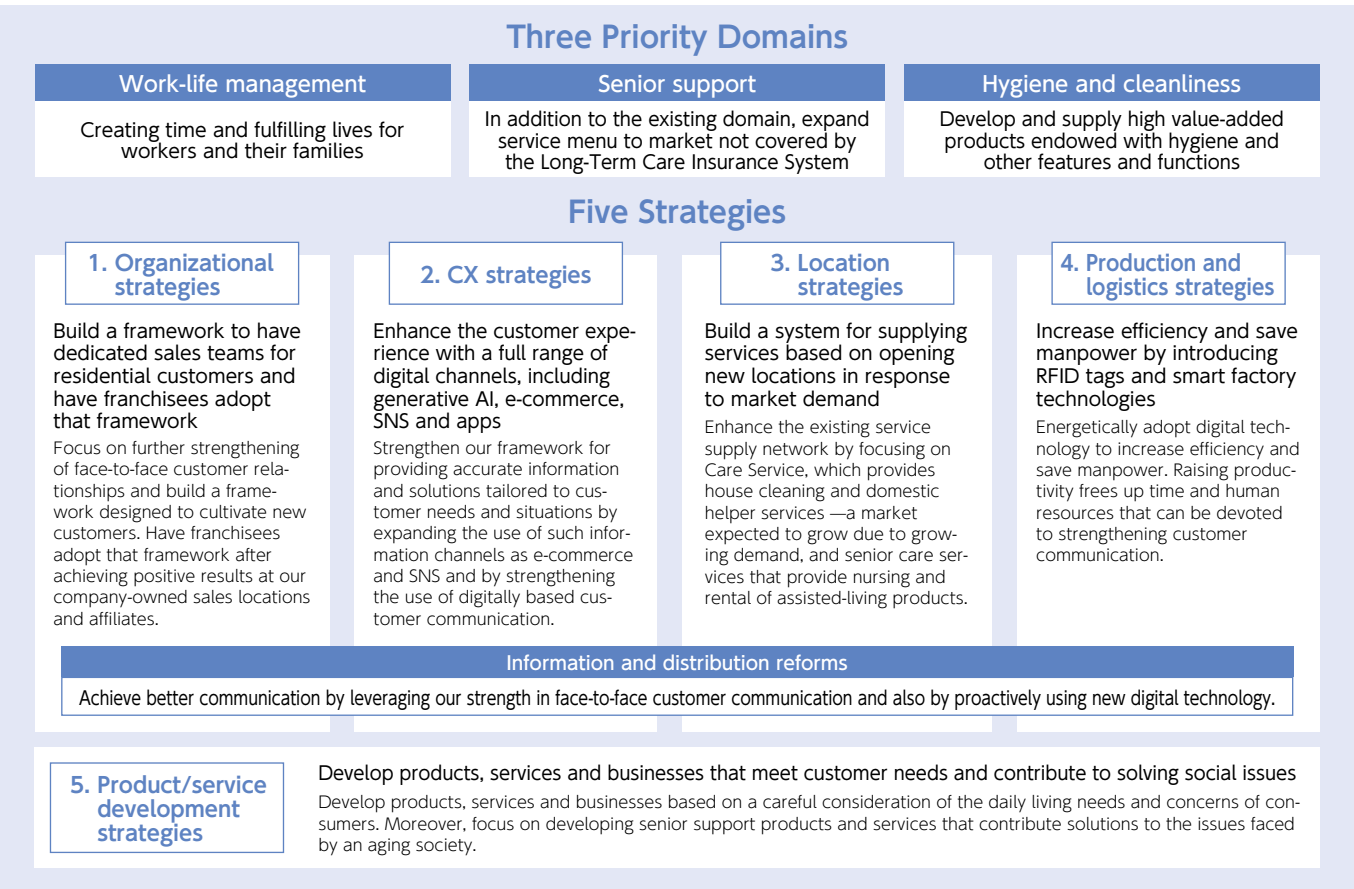 Three Priority Domains
Work-life management
Creating time and fulfilling lives for
workers and their families
Senior support
In addition to the existing domain, expand
service menu to market not covered by
the Long-Term Care Insurance System
Hygiene and cleanliness
Develop and supply high value-added
products endowed with hygiene and
other features and functions
Five Strategies
1. Organizational
strategies
Build a framework to have
dedicated sales teams for
residential customers and
have franchisees adopt
that framework
Focus on further strengthening
of face-to-face customer rela-
tionships and build a frame-
work designed to cultivate new
customers. Have franchisees
adopt that framework after
achieving positive results at our
company-owned sales locations
and affiliates.
2. CX strategies
Enhance the customer expe-
rience with a full range of
digital channels, including
generative AI, e-commerce,
SNS and apps
Strengthen our framework for
providing accurate information
and solutions tailored to cus-
tomer needs and situations by
expanding the use of such infor-
mation channels as e-commerce
and SNS and by strengthening
the use of digitally based cus-
tomer communication.
3. Location
strategies
Build a system for supplying
services based on opening
new locations in response
to market demand
Enhance the existing service
supply network by focusing on
Care Service, which provides
house cleaning and domestic
helper services —a market
expected to grow due to grow-
ing demand, and senior care ser-
vices that provide nursing and
rental of assisted-living products.
4. Production and
logistics strategies
Increase efficiency and save
manpower by introducing
RFID tags and smart factory
technologies
Energetically adopt digital tech-
nology to increase efficiency and
save manpower. Raising produc-
tivity frees up time and human
resources that can be devoted
to strengthening customer
communication.
Information and distribution reforms
Achieve better communication by leveraging our strength in face-to-face customer communication and also by proactively using new digital technology.
5. Product/service
development
strategies
Develop products, services and businesses that meet customer needs and contribute to solving social issues
Develop products, services and businesses based on a careful consideration of the daily living needs and concerns of con-
sumers. Moreover, focus on developing senior support products and services that contribute solutions to the issues faced
by an aging society.